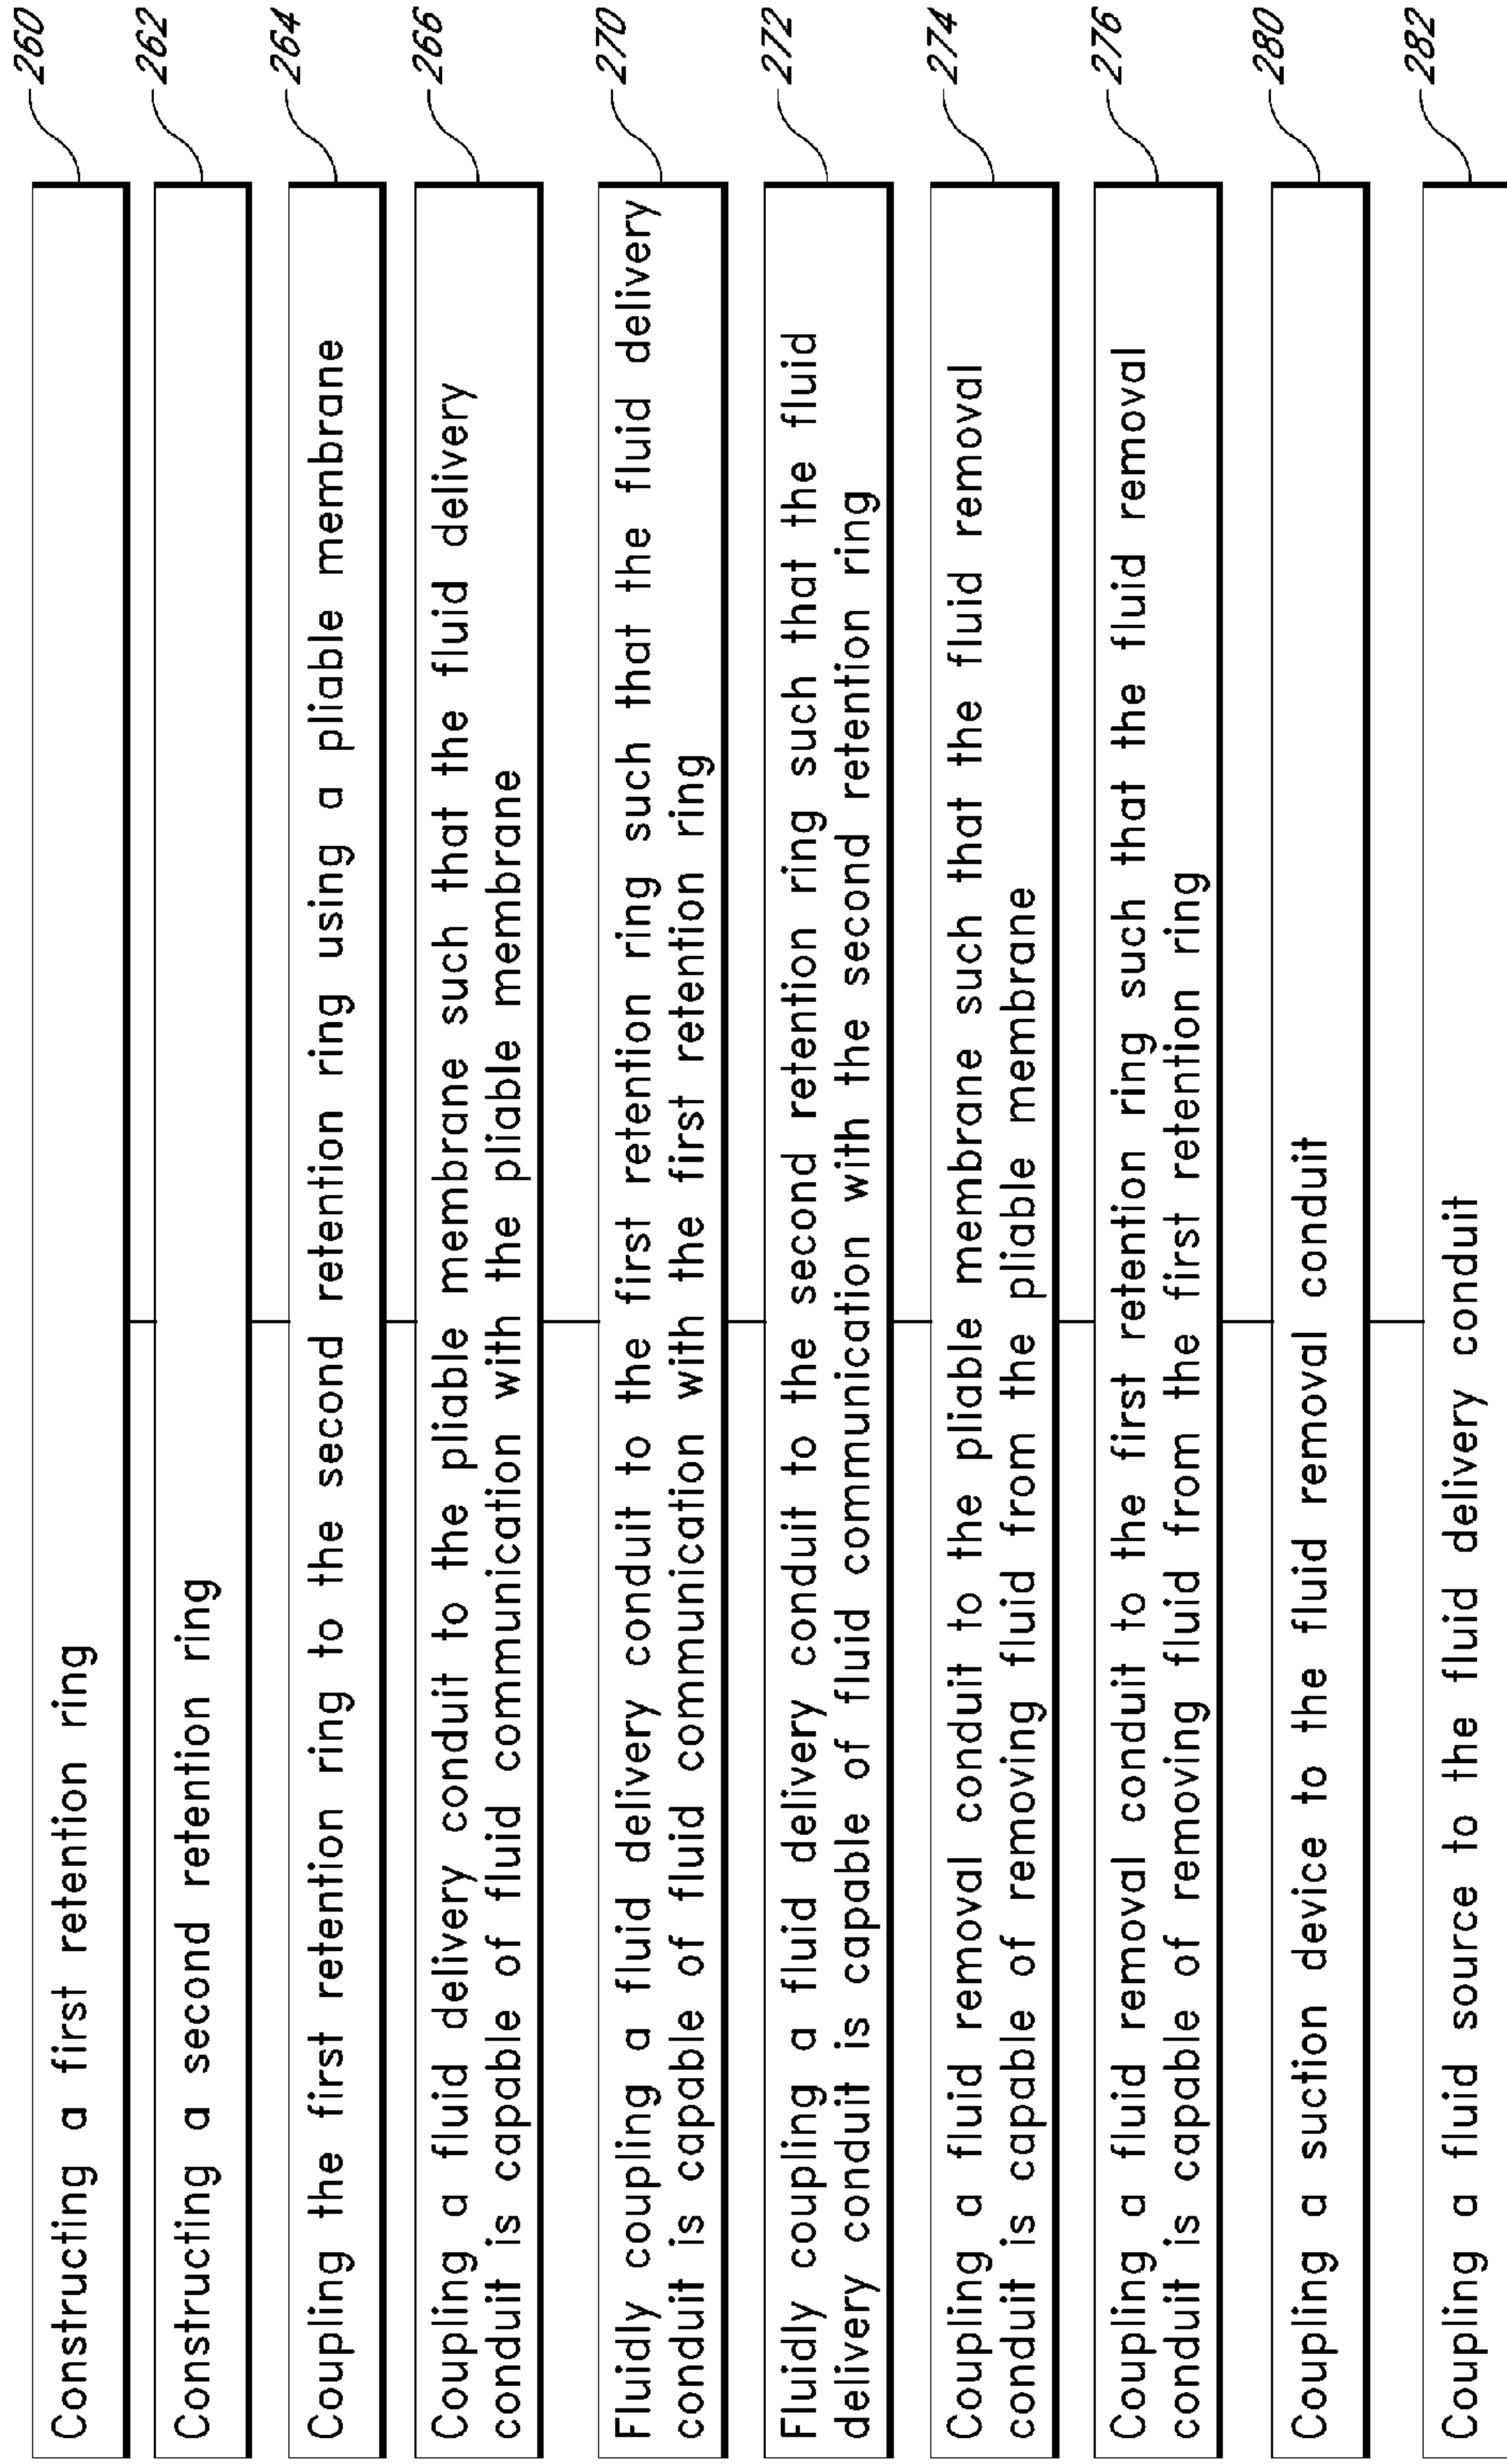 Constructing a first retention ring
260
Constructing a second retention ring
262
Coupling the first retention ring to the second retention ring using a pliable membrane
264
Coupling a fluid delivery conduit to the pliable membrane such that the fluid delivery
conduit is capable of fluid communication with the pliable membrane
266
Fluidly coupling a fluid delivery conduit to the first retention ring such that the fluid delivery
conduit is capable of fluid communication with the first retention ring
270
Fluidly coupling a fluid delivery conduit to the second retention ring such that the fluid
delivery conduit is capable of fluid communication with the second retention ring
272
Coupling a fluid removal conduit to the pliable membrane such that the fluid removal
conduit is capable of removing fluid from the pliable membrane
274
Coupling a fluid removal conduit to the first retention ring such that the fluid removal
conduit is capable of removing fluid from the first retention ring
276
Coupling a suction device to the fluid removal conduit
280
Coupling a fluid source to the fluid delivery conduit
282